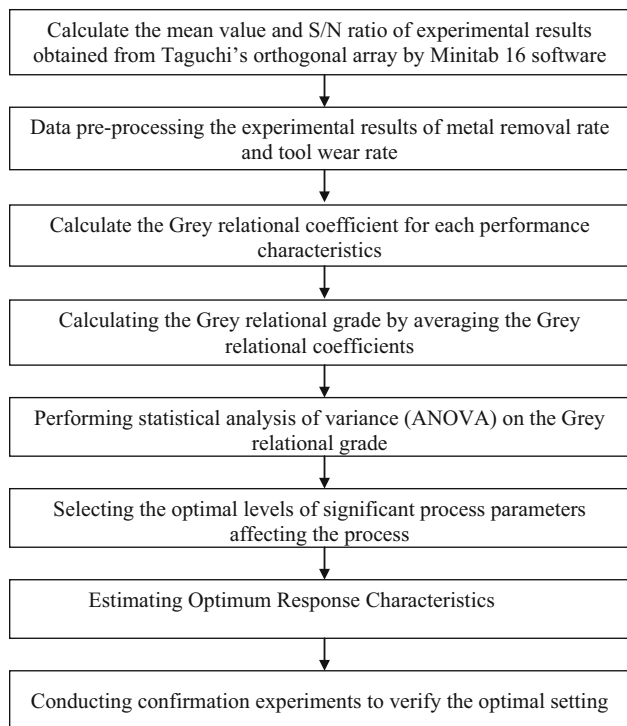 Calculate the mean value and S/N ratio of experimental results
obtained from Taguchi's orthogonal array by Minitab 16 software
Data pre-processing the experimental results of metal removal rate
and tool wear rate
Calculate the Grey relational coefficient for each performance
characteristics
Calculating the Grey relational grade by averaging the Grey
relational coefficients
Performing statistical analysis of variance (ANOVA) on the Grey
relational grade
Selecting the optimal levels of significant process parameters
affecting the process
Estimating Optimum Response Characteristics
Conducting confirmation experiments to verify the optimal setting